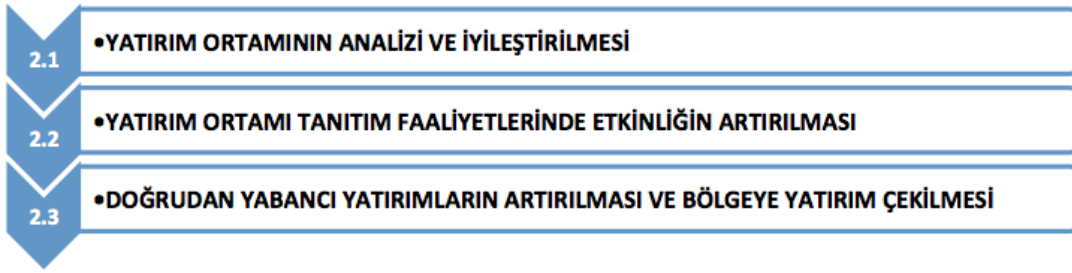 2.1 •YATIRIM ORTAMININ ANALİZİ VE İYİLEŞTİRİLMESİ
2.2 •YATIRIM ORTAMI TANITIM FAALİYETLERİNDE ETKİNLİĞİN ARTIRILMASI
2.3 •DOĞRUDAN YABANCI YATIRIMLARIN ARTIRILMASI VE BÖLGEYE YATIRIM ÇEKİLMESİ